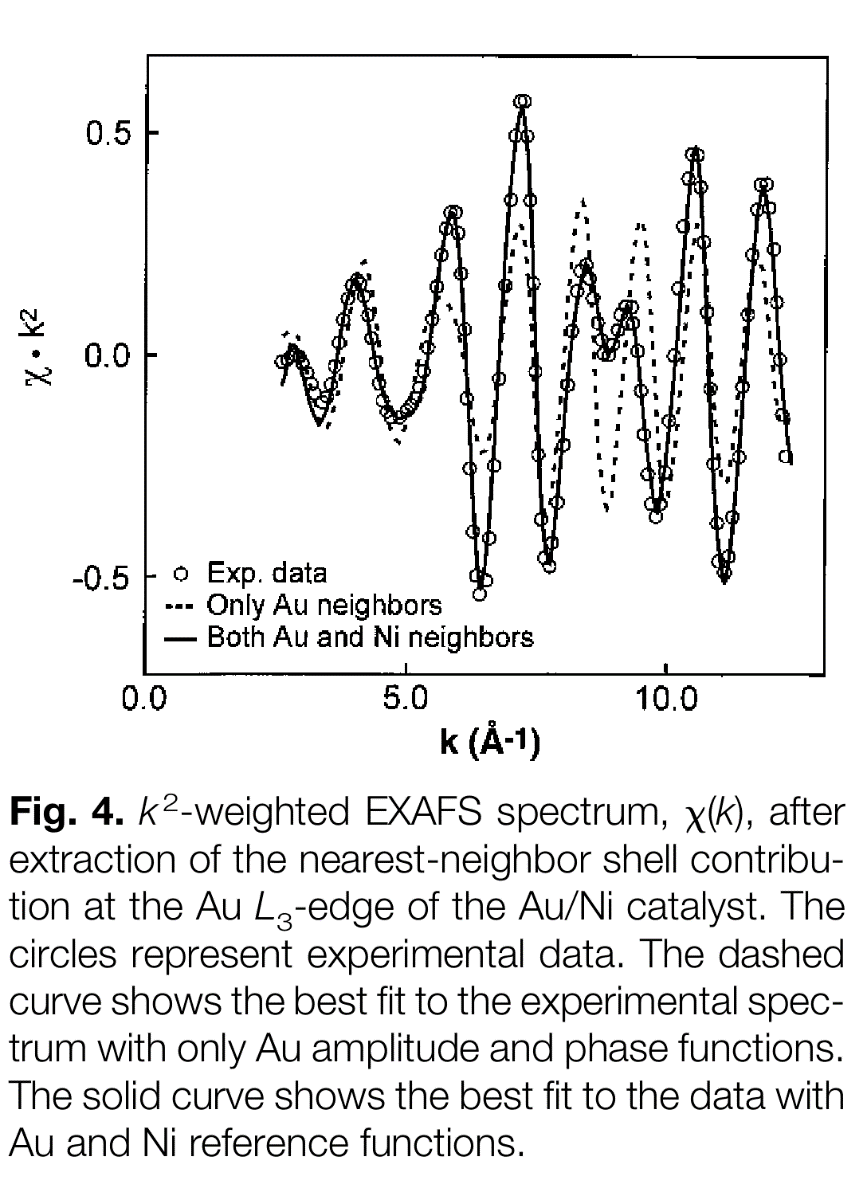 0.5
0.0
-0.5
χ • k2
Exp. data
Only Au neighbors
Both Au and Ni neighbors
0.0 5.0 10.0
k (Å-1)
Fig. 4. k²-weighted EXAFS spectrum, χ(k), after
extraction of the nearest-neighbor shell contribu-
tion at the Au L₃-edge of the Au/Ni catalyst. The
circles represent experimental data. The dashed
curve shows the best fit to the experimental spec-
trum with only Au amplitude and phase functions.
The solid curve shows the best fit to the data with
Au and Ni reference functions.